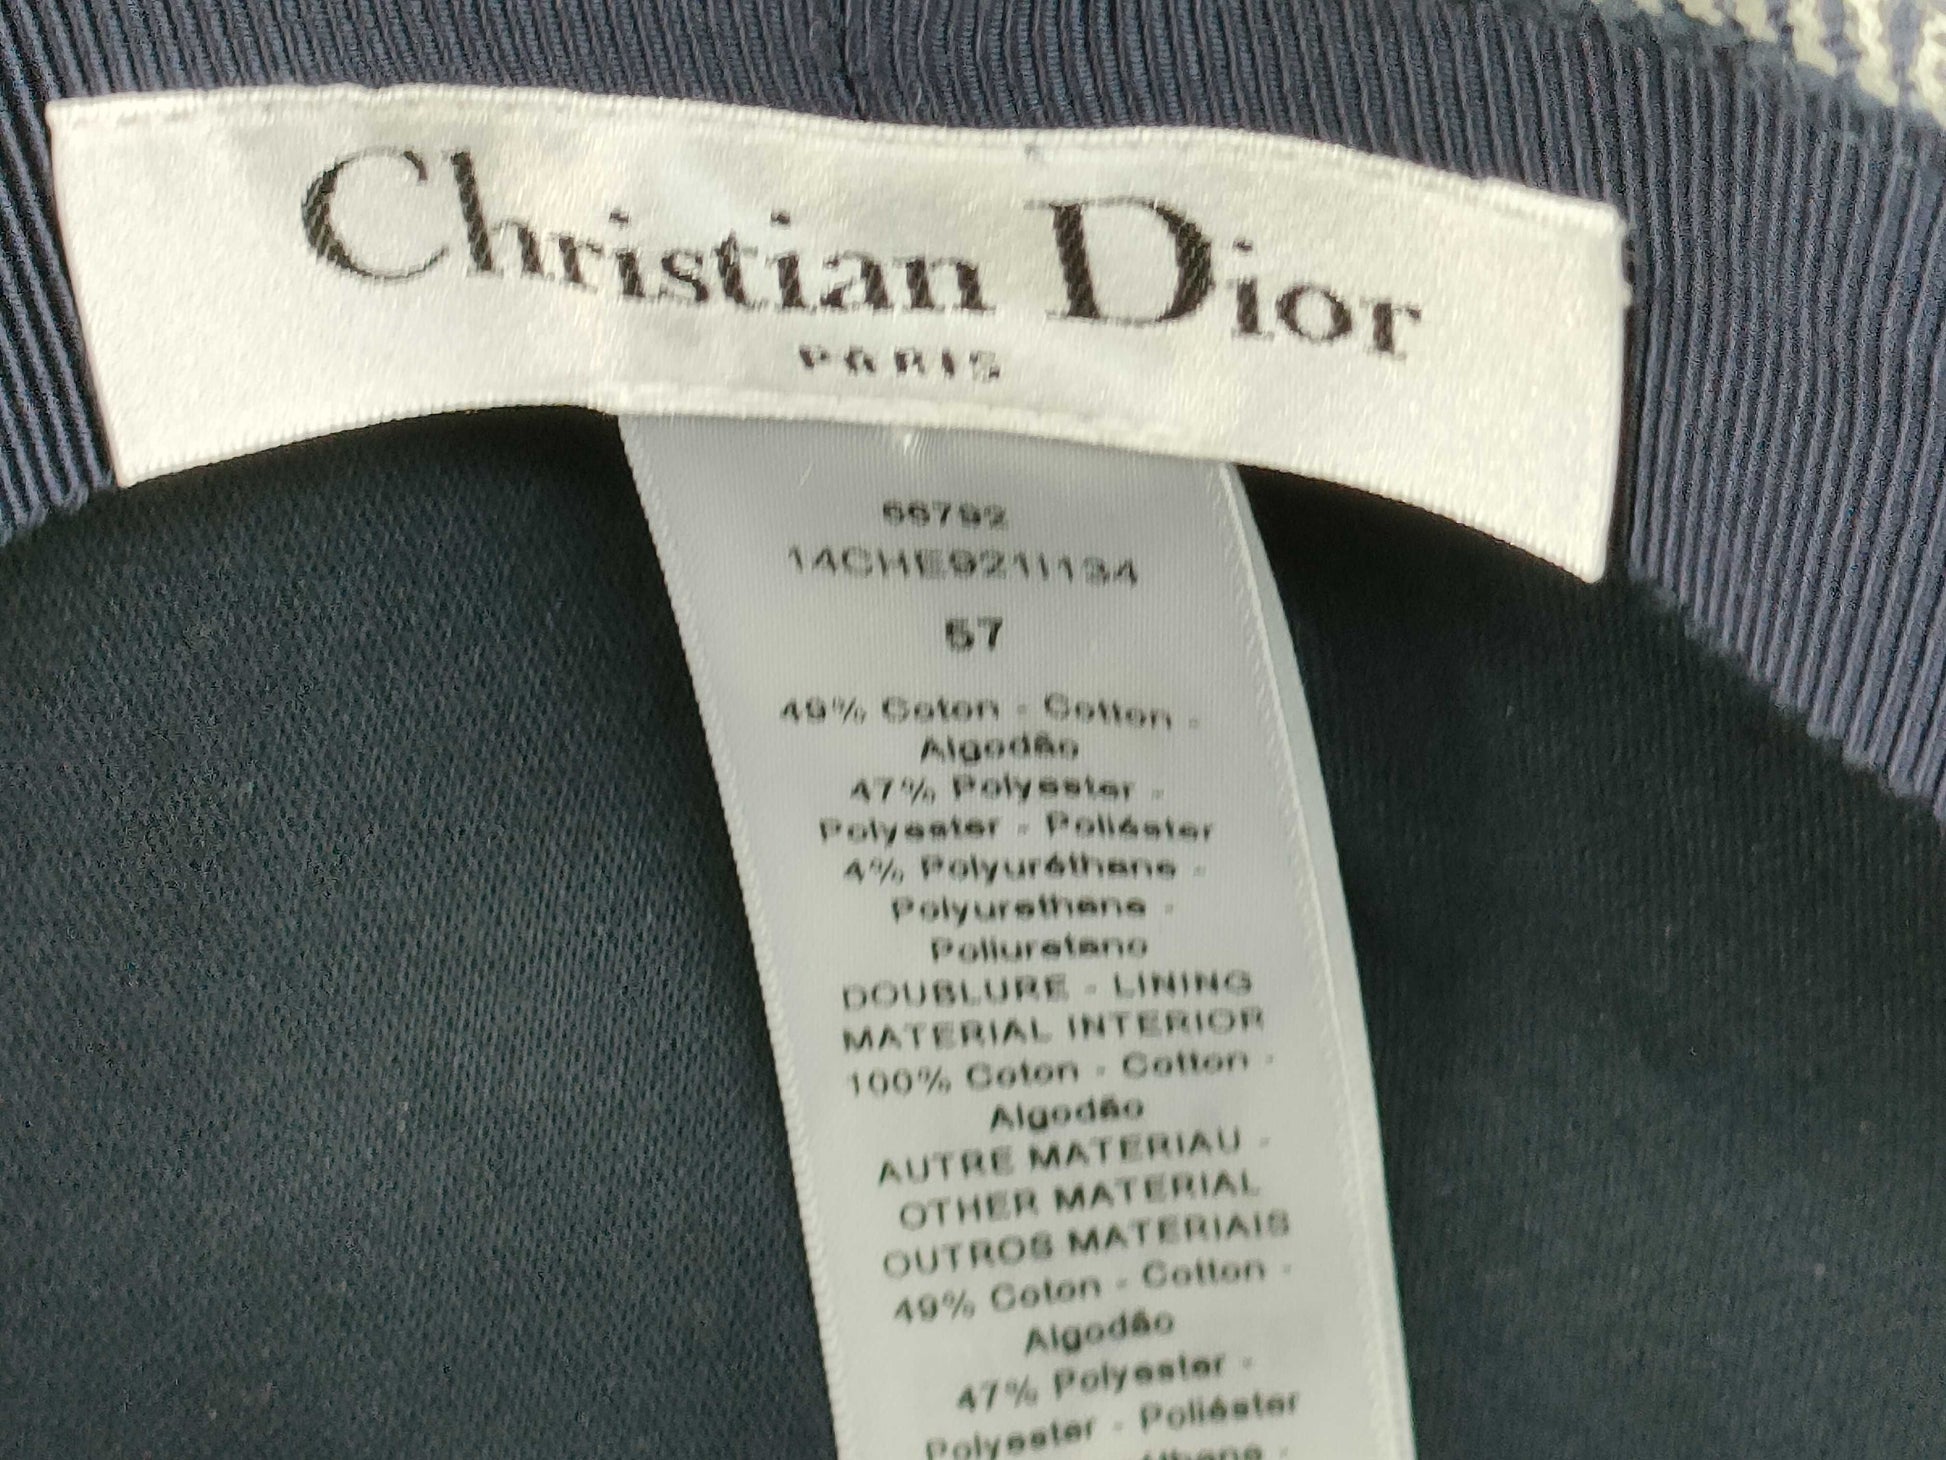 Christian Dior
PARIS
66792
14CHE921I134
57
49% Coton - Cotton -
Algodão
47% Polyester -
Polyester - Poliéster
4% Polyuréthane -
Polyurethane -
Poliuretano
DOUBLURE - LINING
MATERIAL INTERIOR
100% Coton - Cotton -
Algodão
AUTRE MATERIAU -
OTHER MATERIAL
OUTROS MATERIAIS
49% Coton - Cotton -
Algodão
47% Polyester -
Polyester - Poliéster